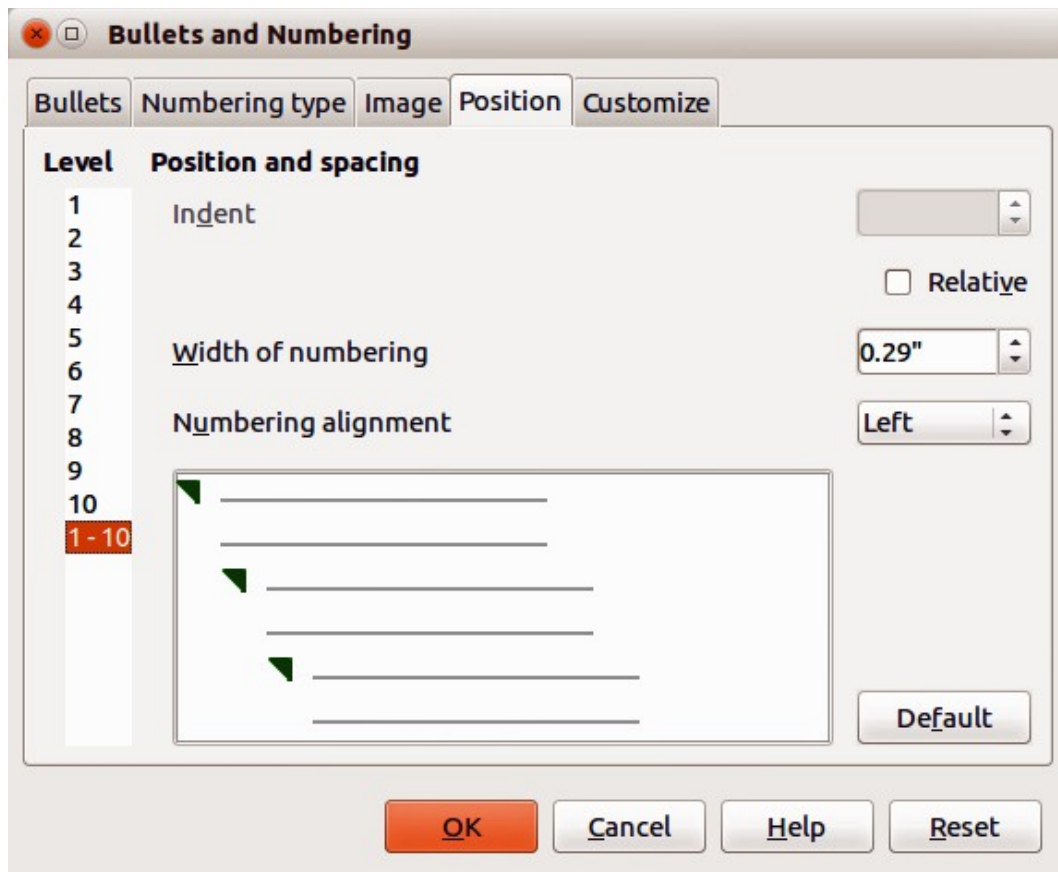 Bullets and Numbering
Bullets Numbering type Image Position Customize
Level Position and spacing
1
Indent
2
3
Relative
4
5
Width of numbering 0.29"
6
7
Numbering alignment Left
8
9
10
1 - 10
Default
OK Cancel Help Reset